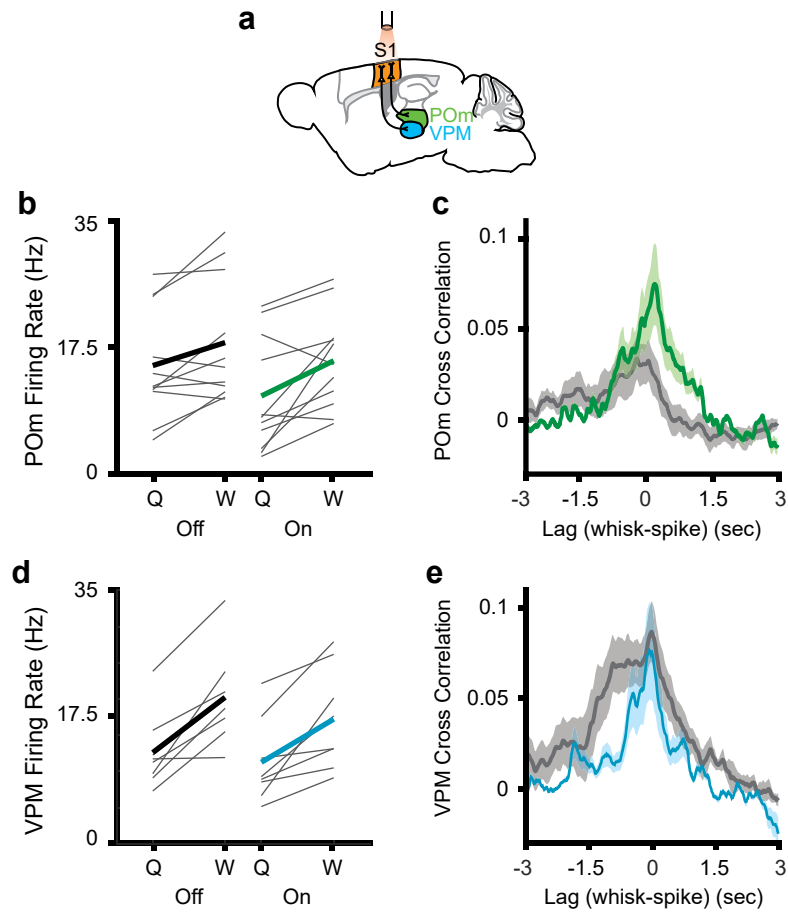 a
S1
POm
VPM
b
POm Firing Rate (Hz)
35
17.5
0
Q W Q W
Off On
c
POm Cross Correlation
0.1
0.05
0
-3 -1.5 0 1.5 3
Lag (whisk-spike) (sec)
d
VPM Firing Rate (Hz)
35
17.5
0
Q W Q W
Off On
e
VPM Cross Correlation
0.1
0.05
0
-3 -1.5 0 1.5 3
Lag (whisk-spike) (sec)